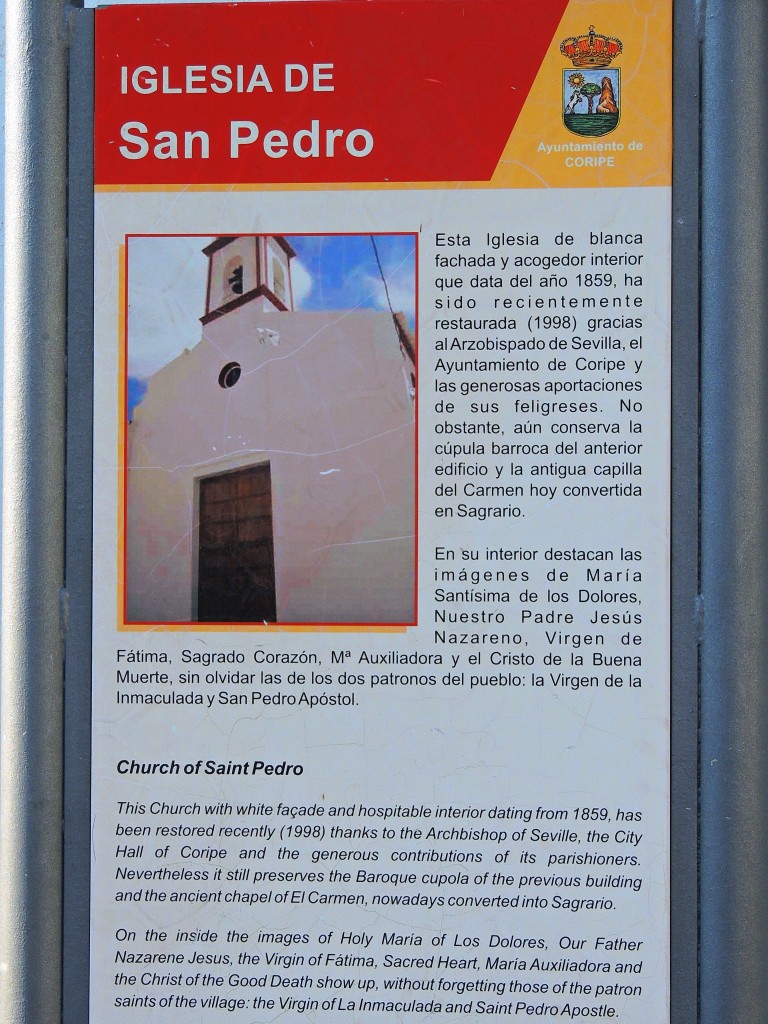 IGLESIA DE
San Pedro
Ayuntamiento de
CORIPE
Esta Iglesia de blanca
fachada y acogedor interior
que data del año 1859, ha
sido recientemente
restaurada (1998) gracias
al Arzobispado de Sevilla, el
Ayuntamiento de Coripe y
las generosas aportaciones
de sus feligreses. No
obstante, aún conserva la
cúpula barroca del anterior
edificio y la antigua capilla
del Carmen hoy convertida
en Sagrario.
En su interior destacan las
imágenes de María
Santísima de los Dolores,
Nuestro Padre Jesús
Nazareno, Virgen de
Fátima, Sagrado Corazón, Mª Auxiliadora y el Cristo de la Buena
Muerte, sin olvidar las de los dos patronos del pueblo: la Virgen de la
Inmaculada y San Pedro Apóstol.
Church of Saint Pedro
This Church with white façade and hospitable interior dating from 1859, has
been restored recently (1998) thanks to the Archbishop of Seville, the City
Hall of Coripe and the generous contributions of its parishioners.
Nevertheless it still preserves the Baroque cupola of the previous building
and the ancient chapel of El Carmen, nowadays converted into Sagrario.
On the inside the images of Holy María of Los Dolores, Our Father
Nazarene Jesus, the Virgin of Fátima, Sacred Heart, María Auxiliadora and
the Christ of the Good Death show up, without forgetting those of the patron
saints of the village: the Virgin of La Inmaculada and Saint Pedro Apostle.